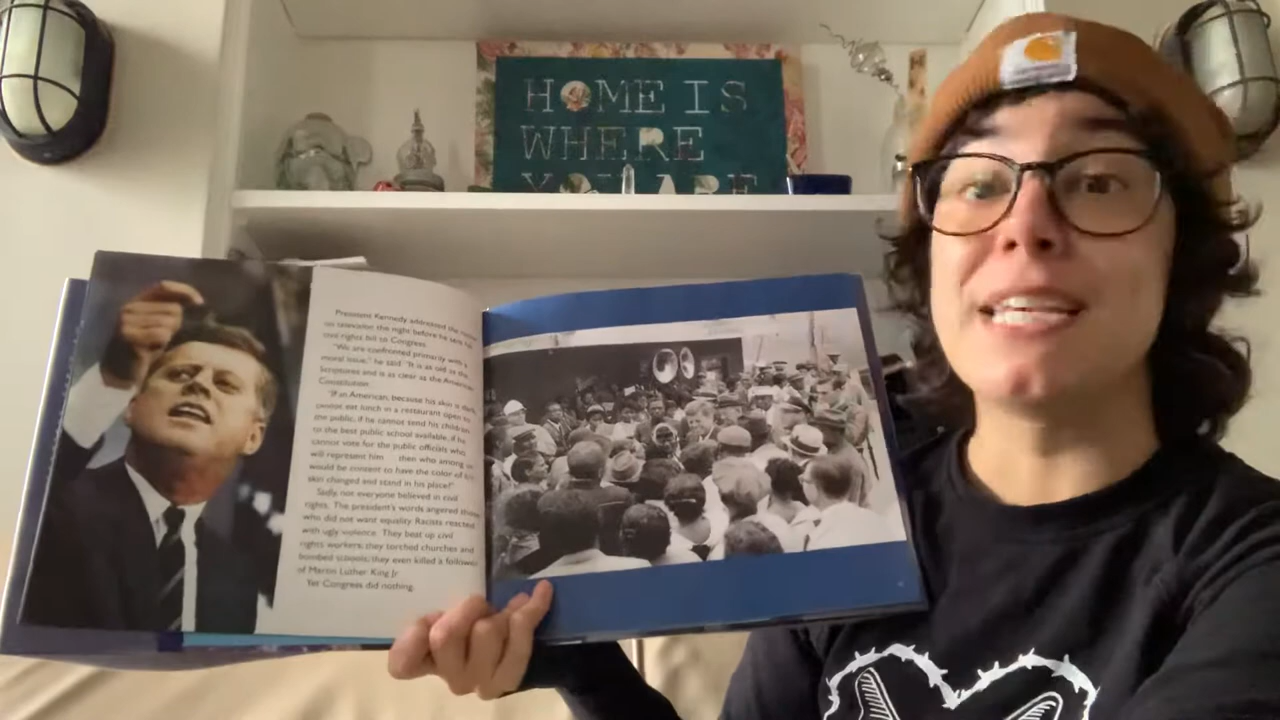 HOME IS
WHERE
YOU ARE
President Kennedy addressed the
on television the night before he sent his
civil rights bill to Congress.
"We are confronted primarily with a
moral issue," he said. "It is as old as the
Scriptures and is as clear as the American
Constitution.
"If an American, because his skin is dark,
cannot eat lunch in a restaurant open to
the public, if he cannot send his children
to the best public school available, if he
cannot vote for the public officials who
will represent him then who among us
would be content to have the color of his
skin changed and stand in his place?"
Sadly, not everyone believed in civil
rights. The president's words angered those
who did not want equality. Racists reacted
with ugly violence. They beat up civil
rights workers; they torched churches and
bombed schools; they even killed a follower
of Martin Luther King Jr.
Yet Congress did nothing.